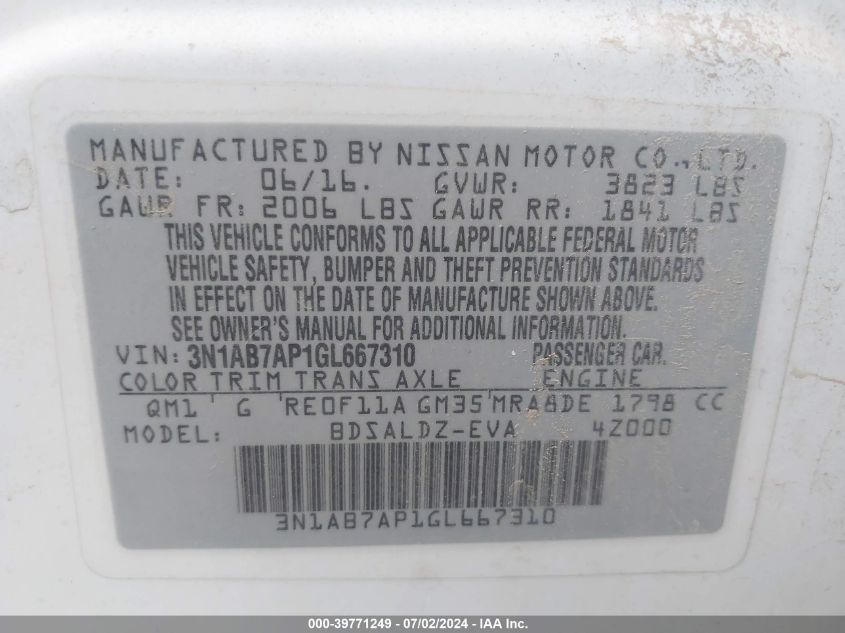 MANUFACTURED BY NISSAN MOTOR CO., LTD.
DATE: 06/16. GVWR: 3823 LBS
GAWR FR: 2006 LBS GAWR RR: 1841 LBS
THIS VEHICLE CONFORMS TO ALL APPLICABLE FEDERAL MOTOR
VEHICLE SAFETY, BUMPER AND THEFT PREVENTION STANDARDS
IN EFFECT ON THE DATE OF MANUFACTURE SHOWN ABOVE.
SEE OWNER'S MANUAL FOR ADDITIONAL INFORMATION.
VIN: 3N1AB7AP1GL667310 PASSENGER CAR.
COLOR TRIM TRANS AXLE ENGINE
QM1 G RE0F11A GM35 MRA8DE 1798 CC
MODEL: BDSALDZ-EVA 4Z000
3N1AB7AP1GL667310
000-39771249 - 07/02/2024 - IAA Inc.